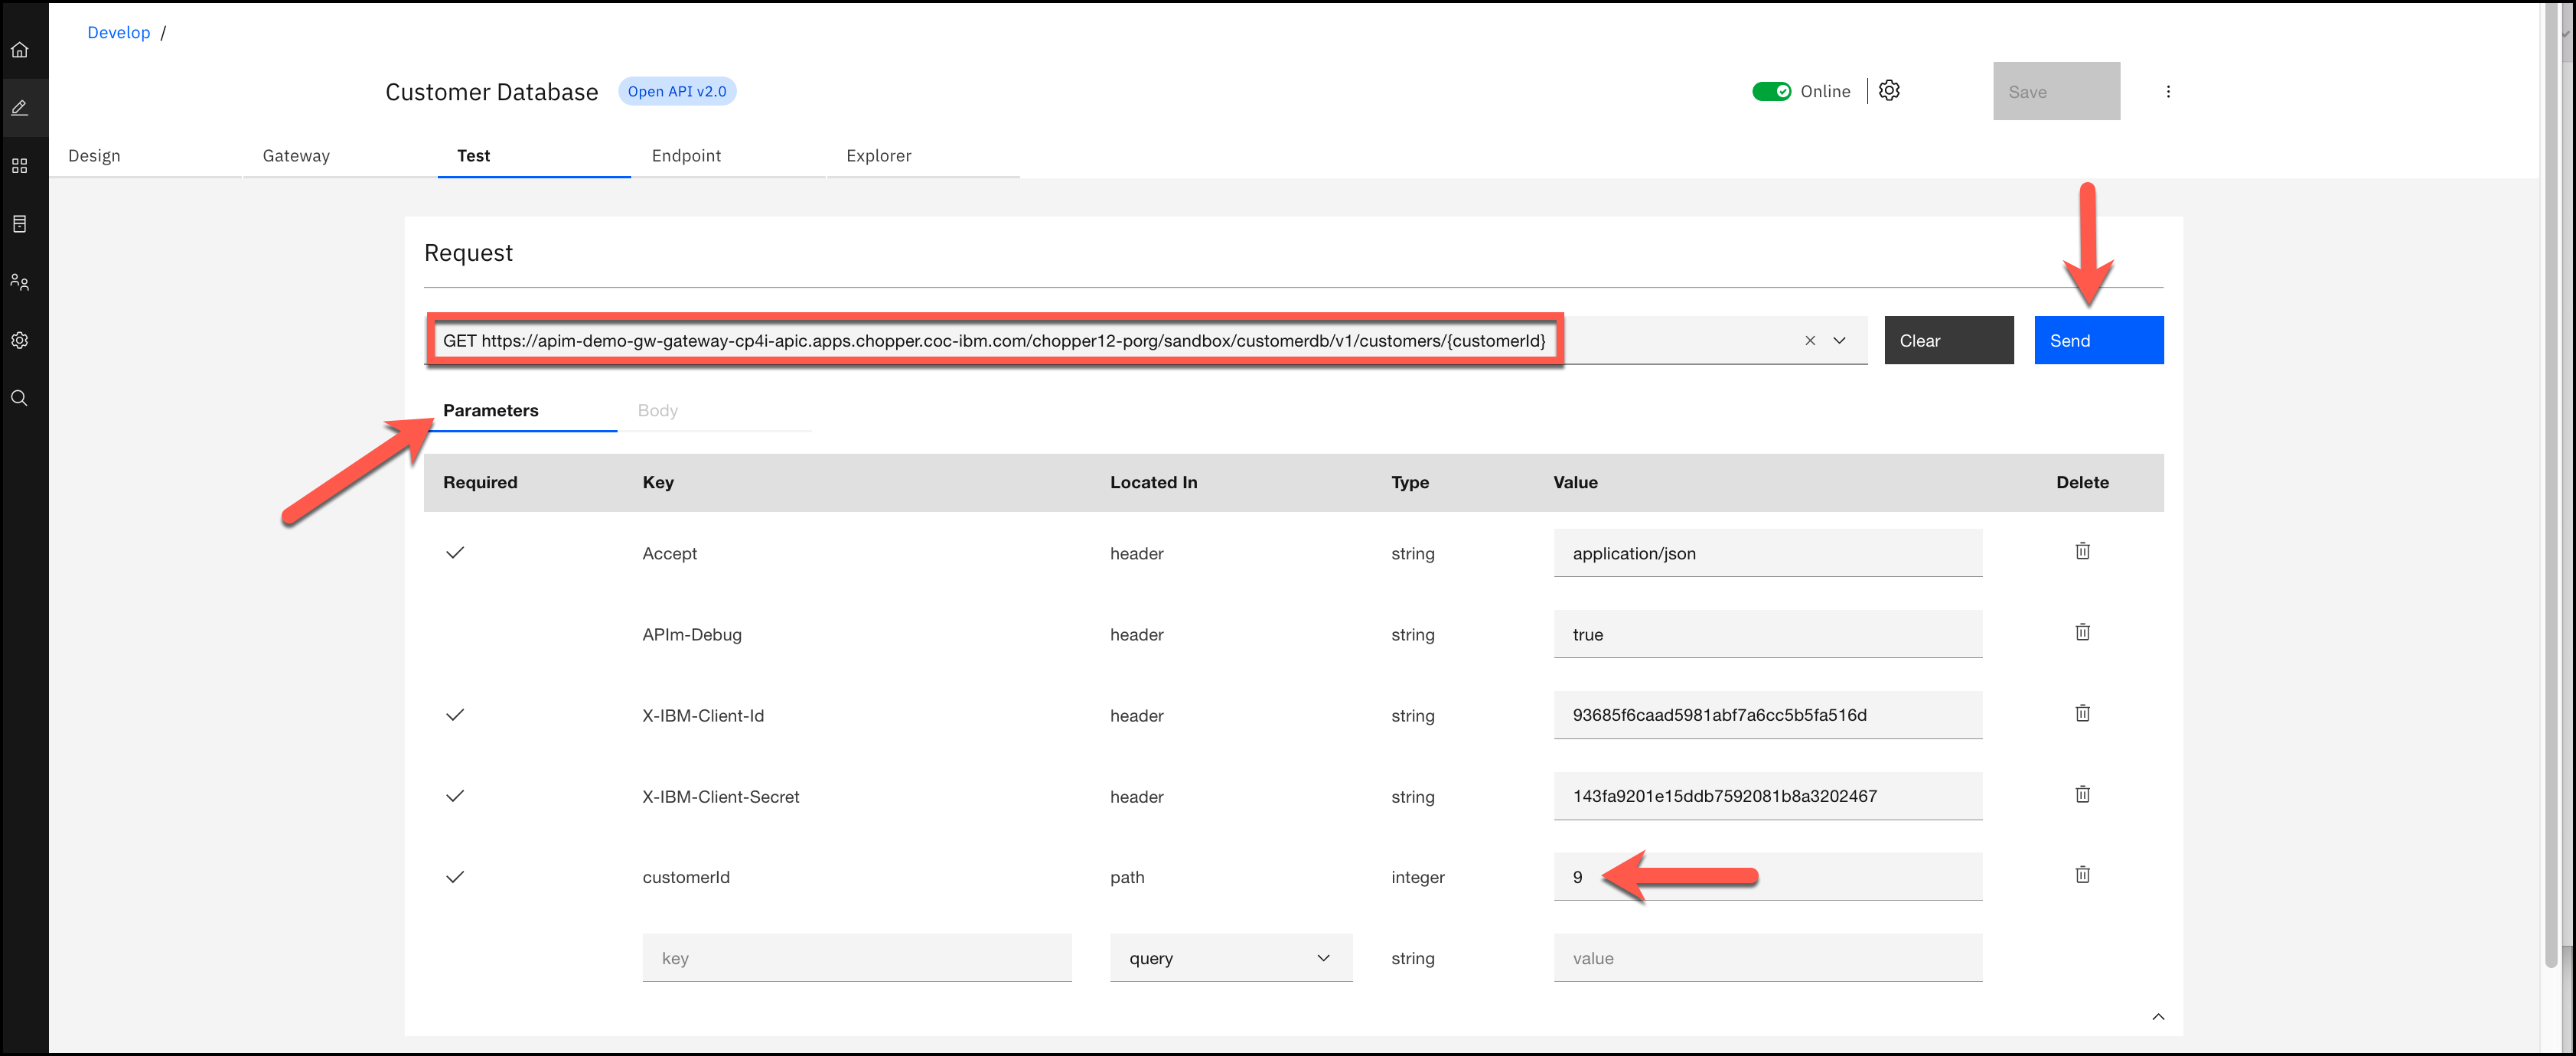 Develop /
Customer Database Open API v2.0 Online Save
Design Gateway Test Endpoint Explorer
Request
GET https://apim-demo-gw-gateway-cp4i-apic.apps.chopper.coc-ibm.com/chopper12-porg/sandbox/customerdb/v1/customers/{customerId} Clear Send
Parameters Body
Required Key Located In Type Value Delete
Accept header string application/json
APIm-Debug header string true
X-IBM-Client-Id header string 93685f6caad5981abf7a6cc5b5fa516d
X-IBM-Client-Secret header string 143fa9201e15ddb7592081b8a3202467
customerId path integer 9
key query string value